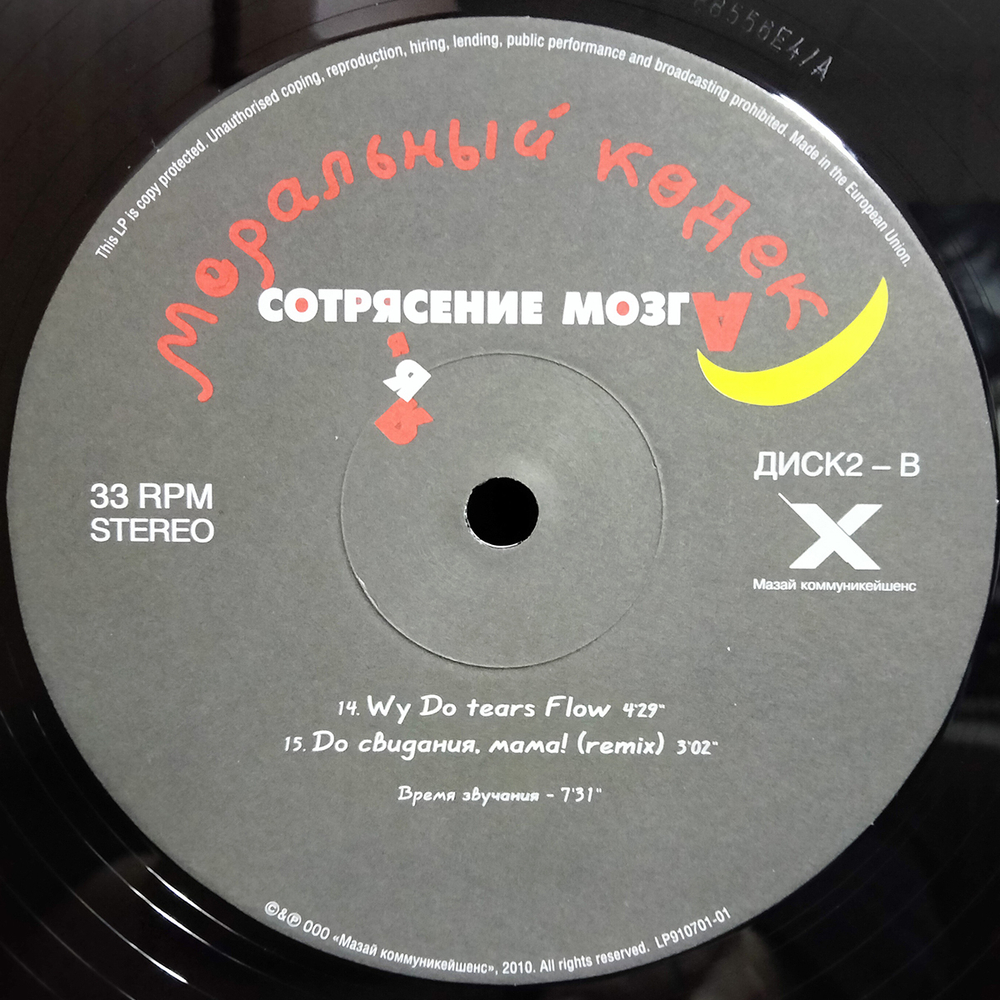 8556E4/A
This LP is copy protected. Unauthorised coping, reproduction, hiring, lending, public performance and broadcasting prohibited. Made in the European Union.
Моральный кодек
СОТРЯСЕНИЕ МОЗГА
33 RPM
STEREO
ДИСК2 – В
X
Мазай коммуникейшенс
14. Wy Do tears Flow 4'29"
15. До свидания, мама! (remix) 3'02"
Время звучания - 7'31"
©&℗ ООО «Мазай коммуникейшенс», 2010. All rights reserved. LP910701-01